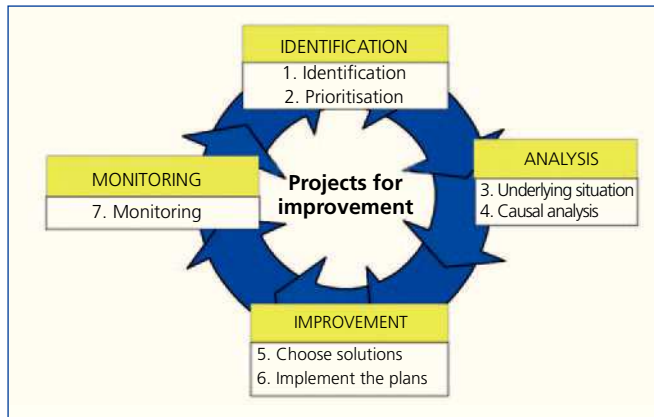 IDENTIFICATION
1. Identification
2. Prioritisation
ANALYSIS
3. Underlying situation
4. Causal analysis
IMPROVEMENT
5. Choose solutions
6. Implement the plans
MONITORING
7. Monitoring
Projects for
improvement